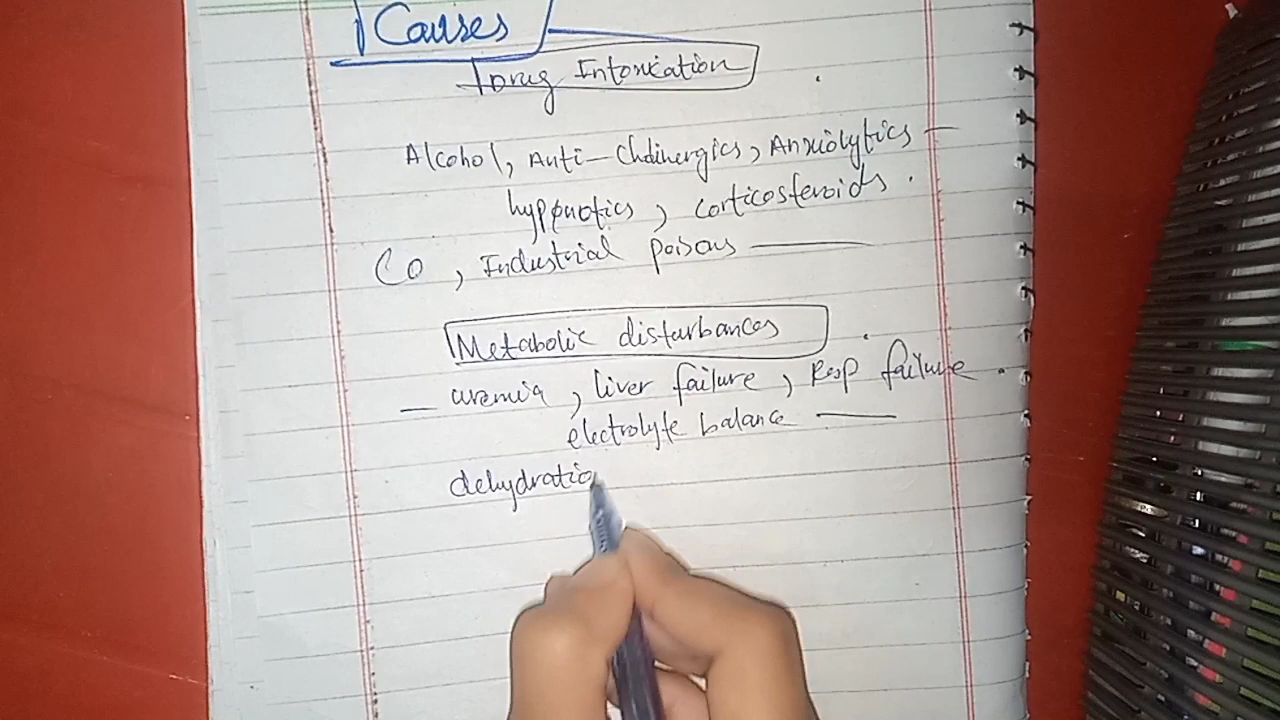 Causes
Drug Intoxication
Alcohol, Anti-Cholinergics, Anxiolytics –
hypnotics, corticosteroids.
CO, Industrial poisons —
Metabolic disturbances
– uremia, liver failure, Resp failure.
electrolyte balance —
dehydratio